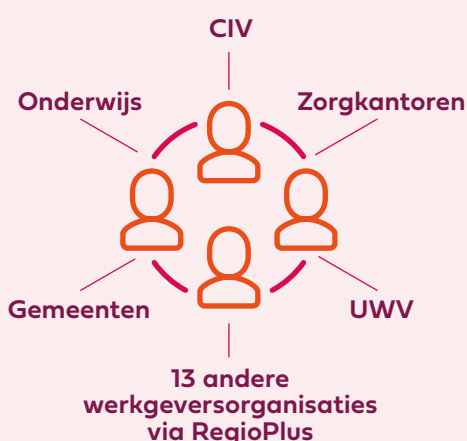 CIV
Onderwijs
Zorgkantoren
Gemeenten
UWV
13 andere
werkgeversorganisaties
via RegioPlus